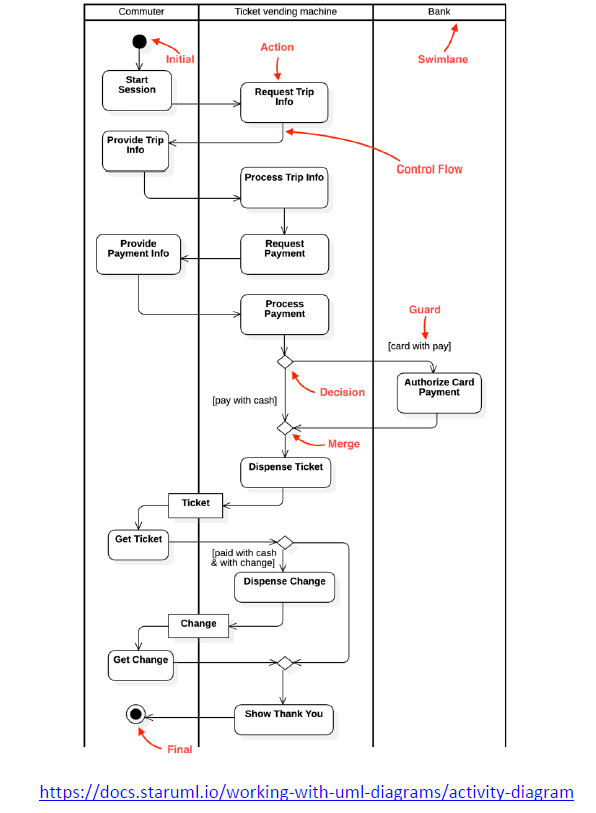 Commuter
Ticket vending machine
Bank
Initial
Action
Swimlane
Start
Session
Request Trip
Info
Provide Trip
Info
Control Flow
Process Trip Info
Provide
Payment Info
Request
Payment
Process
Payment
Guard
[card with pay]
Decision
Authorize Card
Payment
[pay with cash]
Merge
Dispense Ticket
Ticket
Get Ticket
[paid with cash
& with change]
Dispense Change
Change
Get Change
Show Thank You
Final
https://docs.staruml.io/working-with-uml-diagrams/activity-diagram